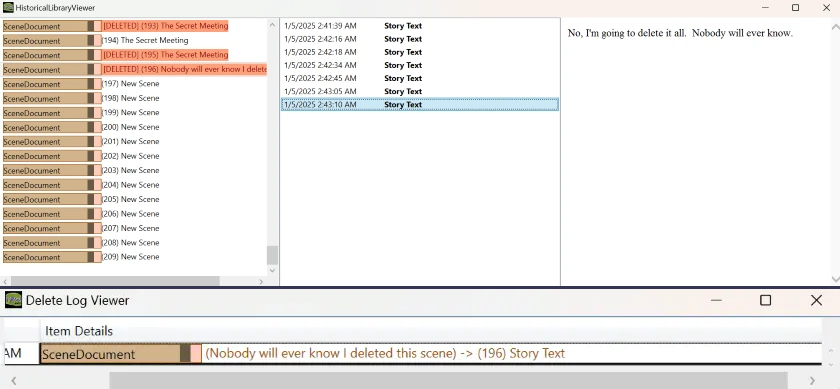 HistoricalLibraryViewer
SceneDocument [DELETED] (193) The Secret Meeting
SceneDocument (194) The Secret Meeting
SceneDocument [DELETED] (195) The Secret Meeting
SceneDocument [DELETED] (196) Nobody will ever know I delete
SceneDocument (197) New Scene
SceneDocument (198) New Scene
SceneDocument (199) New Scene
SceneDocument (200) New Scene
SceneDocument (201) New Scene
SceneDocument (202) New Scene
SceneDocument (203) New Scene
SceneDocument (204) New Scene
SceneDocument (205) New Scene
SceneDocument (206) New Scene
SceneDocument (207) New Scene
SceneDocument (208) New Scene
SceneDocument (209) New Scene
1/5/2025 2:41:39 AM Story Text
1/5/2025 2:42:16 AM Story Text
1/5/2025 2:42:18 AM Story Text
1/5/2025 2:42:34 AM Story Text
1/5/2025 2:42:45 AM Story Text
1/5/2025 2:43:05 AM Story Text
1/5/2025 2:43:10 AM Story Text
No, I'm going to delete it all.  Nobody will ever know.
Delete Log Viewer
Item Details
AM SceneDocument (Nobody will ever know I deleted this scene) -> (196) Story Text